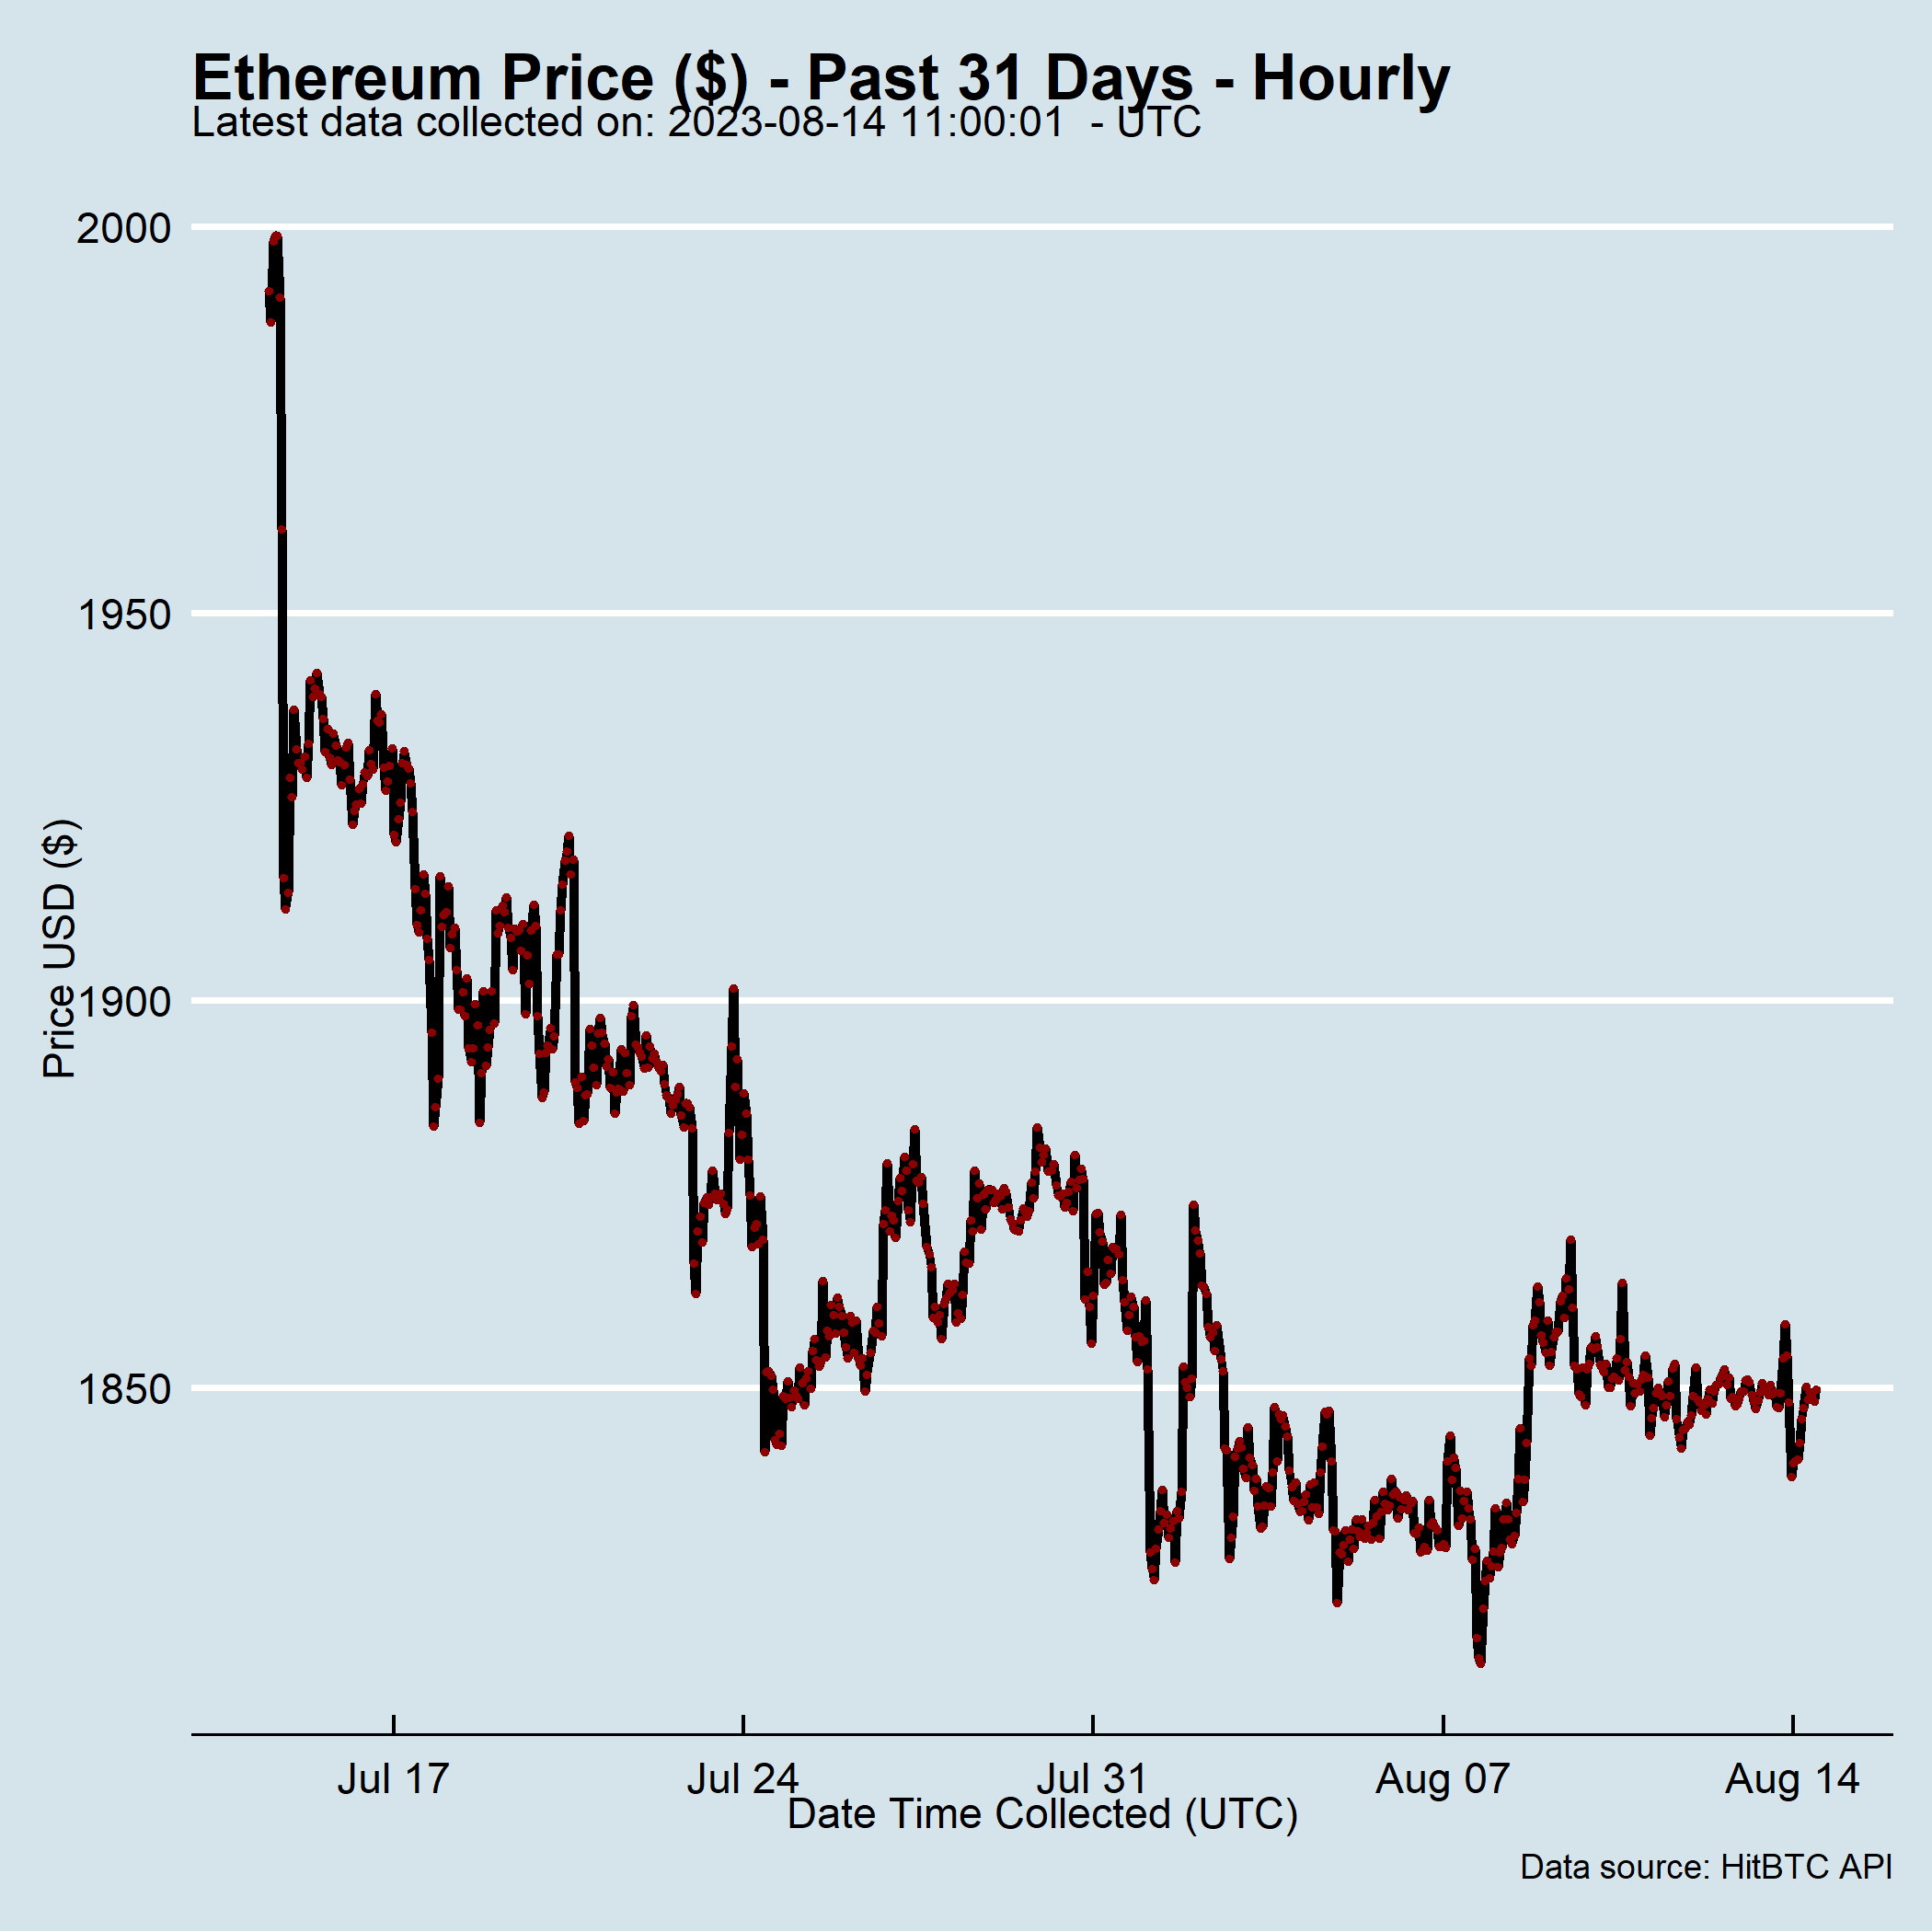 Ethereum Price ($) - Past 31 Days - Hourly
Latest data collected on: 2023-08-14 11:00:01  - UTC
2000
1950
1900
1850
Price USD ($)
Jul 17
Jul 24
Jul 31
Aug 07
Aug 14
Date Time Collected (UTC)
Data source: HitBTC API